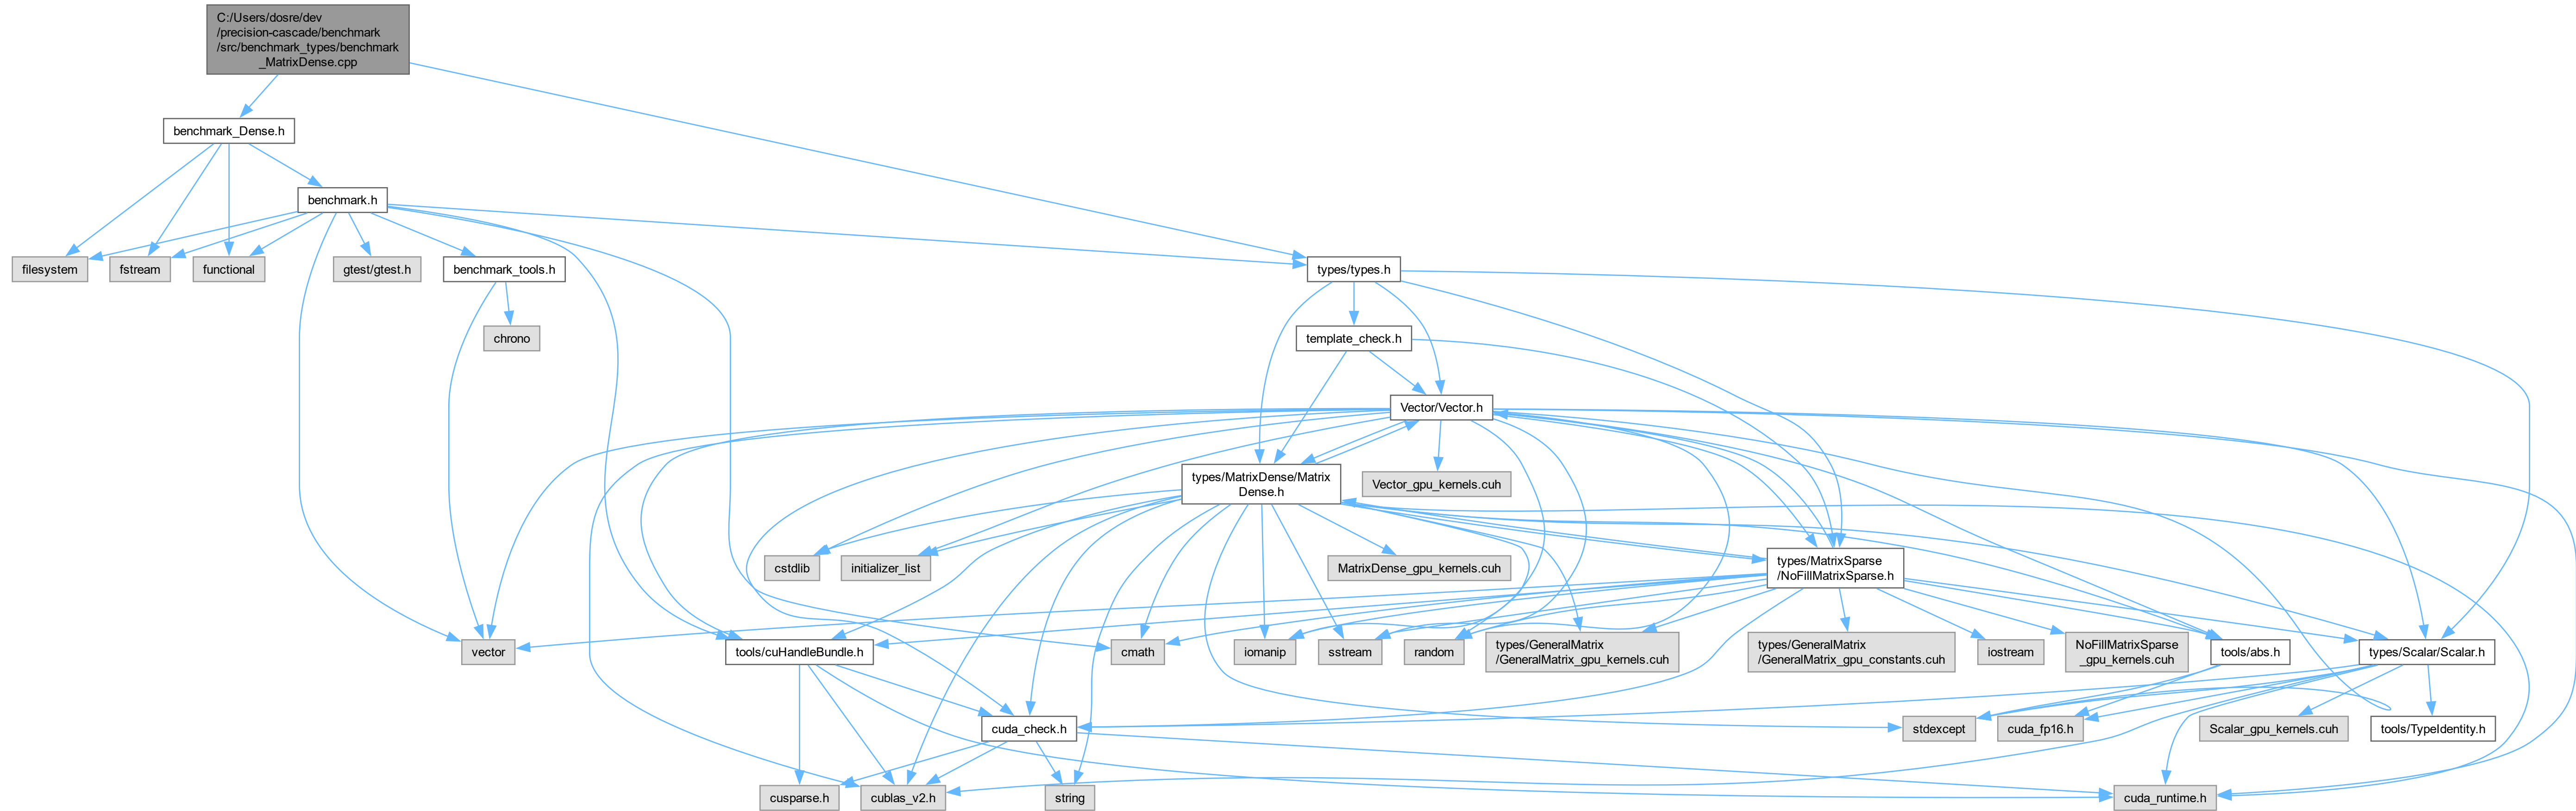 C:/Users/dosre/dev
/precision-cascade/benchmark
/src/benchmark_types/benchmark
_MatrixDense.cpp
benchmark_Dense.h
benchmark.h
filesystem
fstream
functional
gtest/gtest.h
benchmark_tools.h
types/types.h
chrono
template_check.h
Vector/Vector.h
types/MatrixDense/Matrix
Dense.h
Vector_gpu_kernels.cuh
cstdlib
initializer_list
MatrixDense_gpu_kernels.cuh
types/MatrixSparse
/NoFillMatrixSparse.h
vector
tools/cuHandleBundle.h
cmath
iomanip
sstream
random
types/GeneralMatrix
/GeneralMatrix_gpu_kernels.cuh
types/GeneralMatrix
/GeneralMatrix_gpu_constants.cuh
iostream
NoFillMatrixSparse
_gpu_kernels.cuh
tools/abs.h
types/Scalar/Scalar.h
cuda_check.h
stdexcept
cuda_fp16.h
Scalar_gpu_kernels.cuh
tools/TypeIdentity.h
cusparse.h
cublas_v2.h
string
cuda_runtime.h